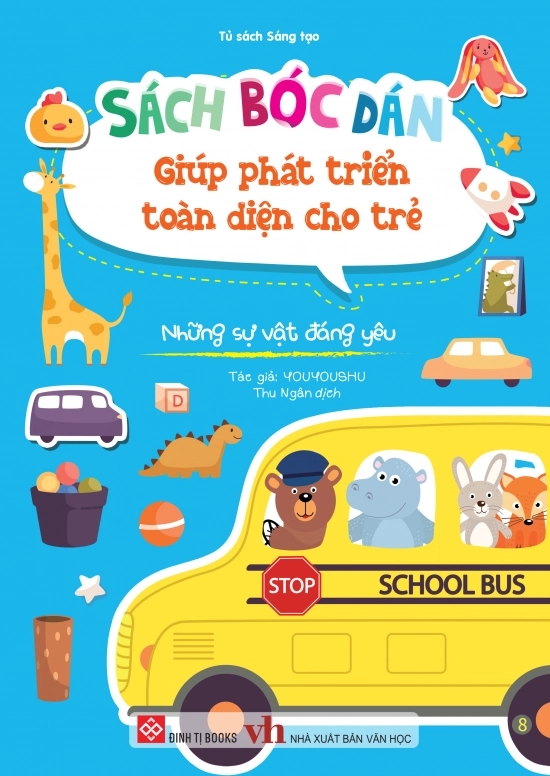 Tủ sách Sáng tạo
SÁCH BÓC DÁN
Giúp phát triển
toàn diện cho trẻ
Những sự vật đáng yêu
Tác giả: YOUYOUSHU
Thu Ngân dịch
D
STOP
SCHOOL BUS
8
ĐINH TỊ BOOKS
vh NHÀ XUẤT BẢN VĂN HỌC